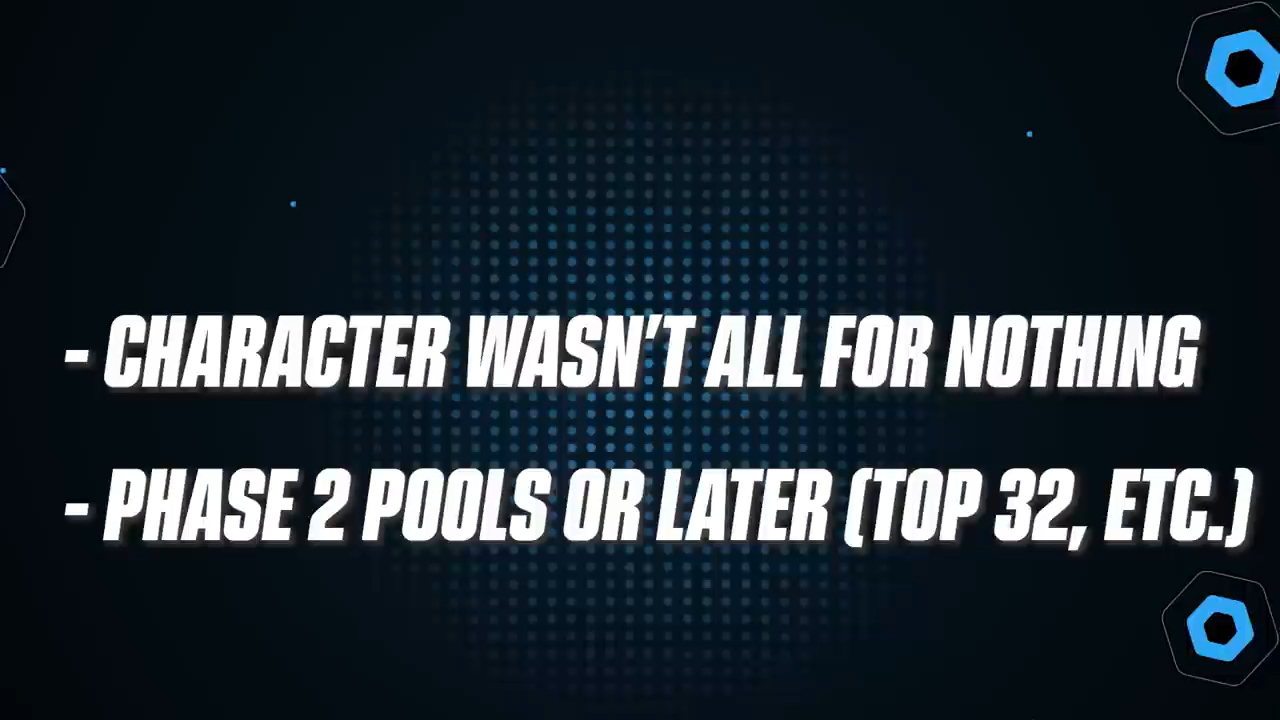 - CHARACTER WASN'T ALL FOR NOTHING
- PHASE 2 POOLS OR LATER (TOP 32, ETC.)